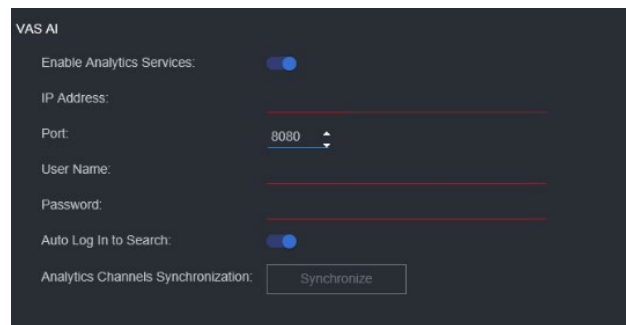 VAS AI
Enable Analytics Services:
IP Address:
Port: 8080
User Name:
Password:
Auto Log In to Search:
Analytics Channels Synchronization: Synchronize